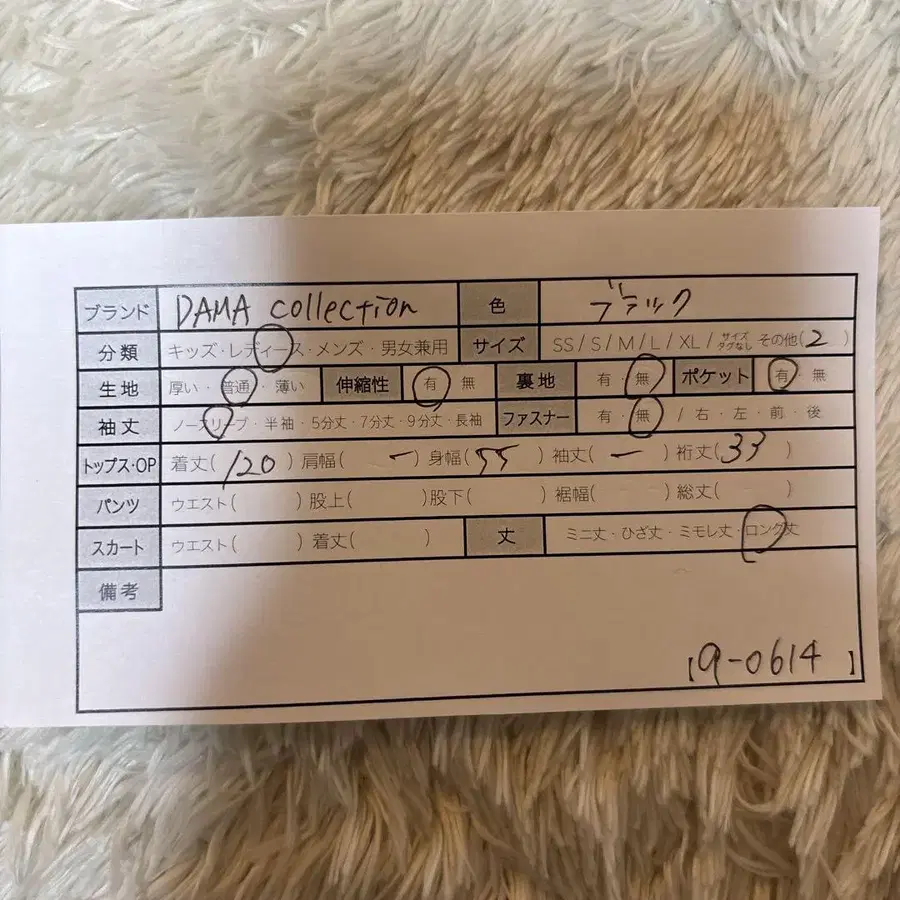 ブランド DAMA collection 色 ブラック
分類 キッズ・レディース・メンズ・男女兼用 サイズ SS / S / M / L / XL / サイズタグなし その他(2)
生地 厚い・普通・薄い 伸縮性 有・無 裏地 有・無 ポケット 有・無
袖丈 ノースリーブ・半袖・5分丈・7分丈・9分丈・長袖 ファスナー 有・無 / 右・左・前・後
トップス・OP 着丈(120) 肩幅(ー) 身幅(55) 袖丈(ー) 裄丈(33)
パンツ ウエスト( ) 股上( ) 股下( ) 裾幅( ) 総丈( )
スカート ウエスト( ) 着丈( ) 丈 ミニ丈・ひざ丈・ミモレ丈・ロング丈
備考
【9-0614】